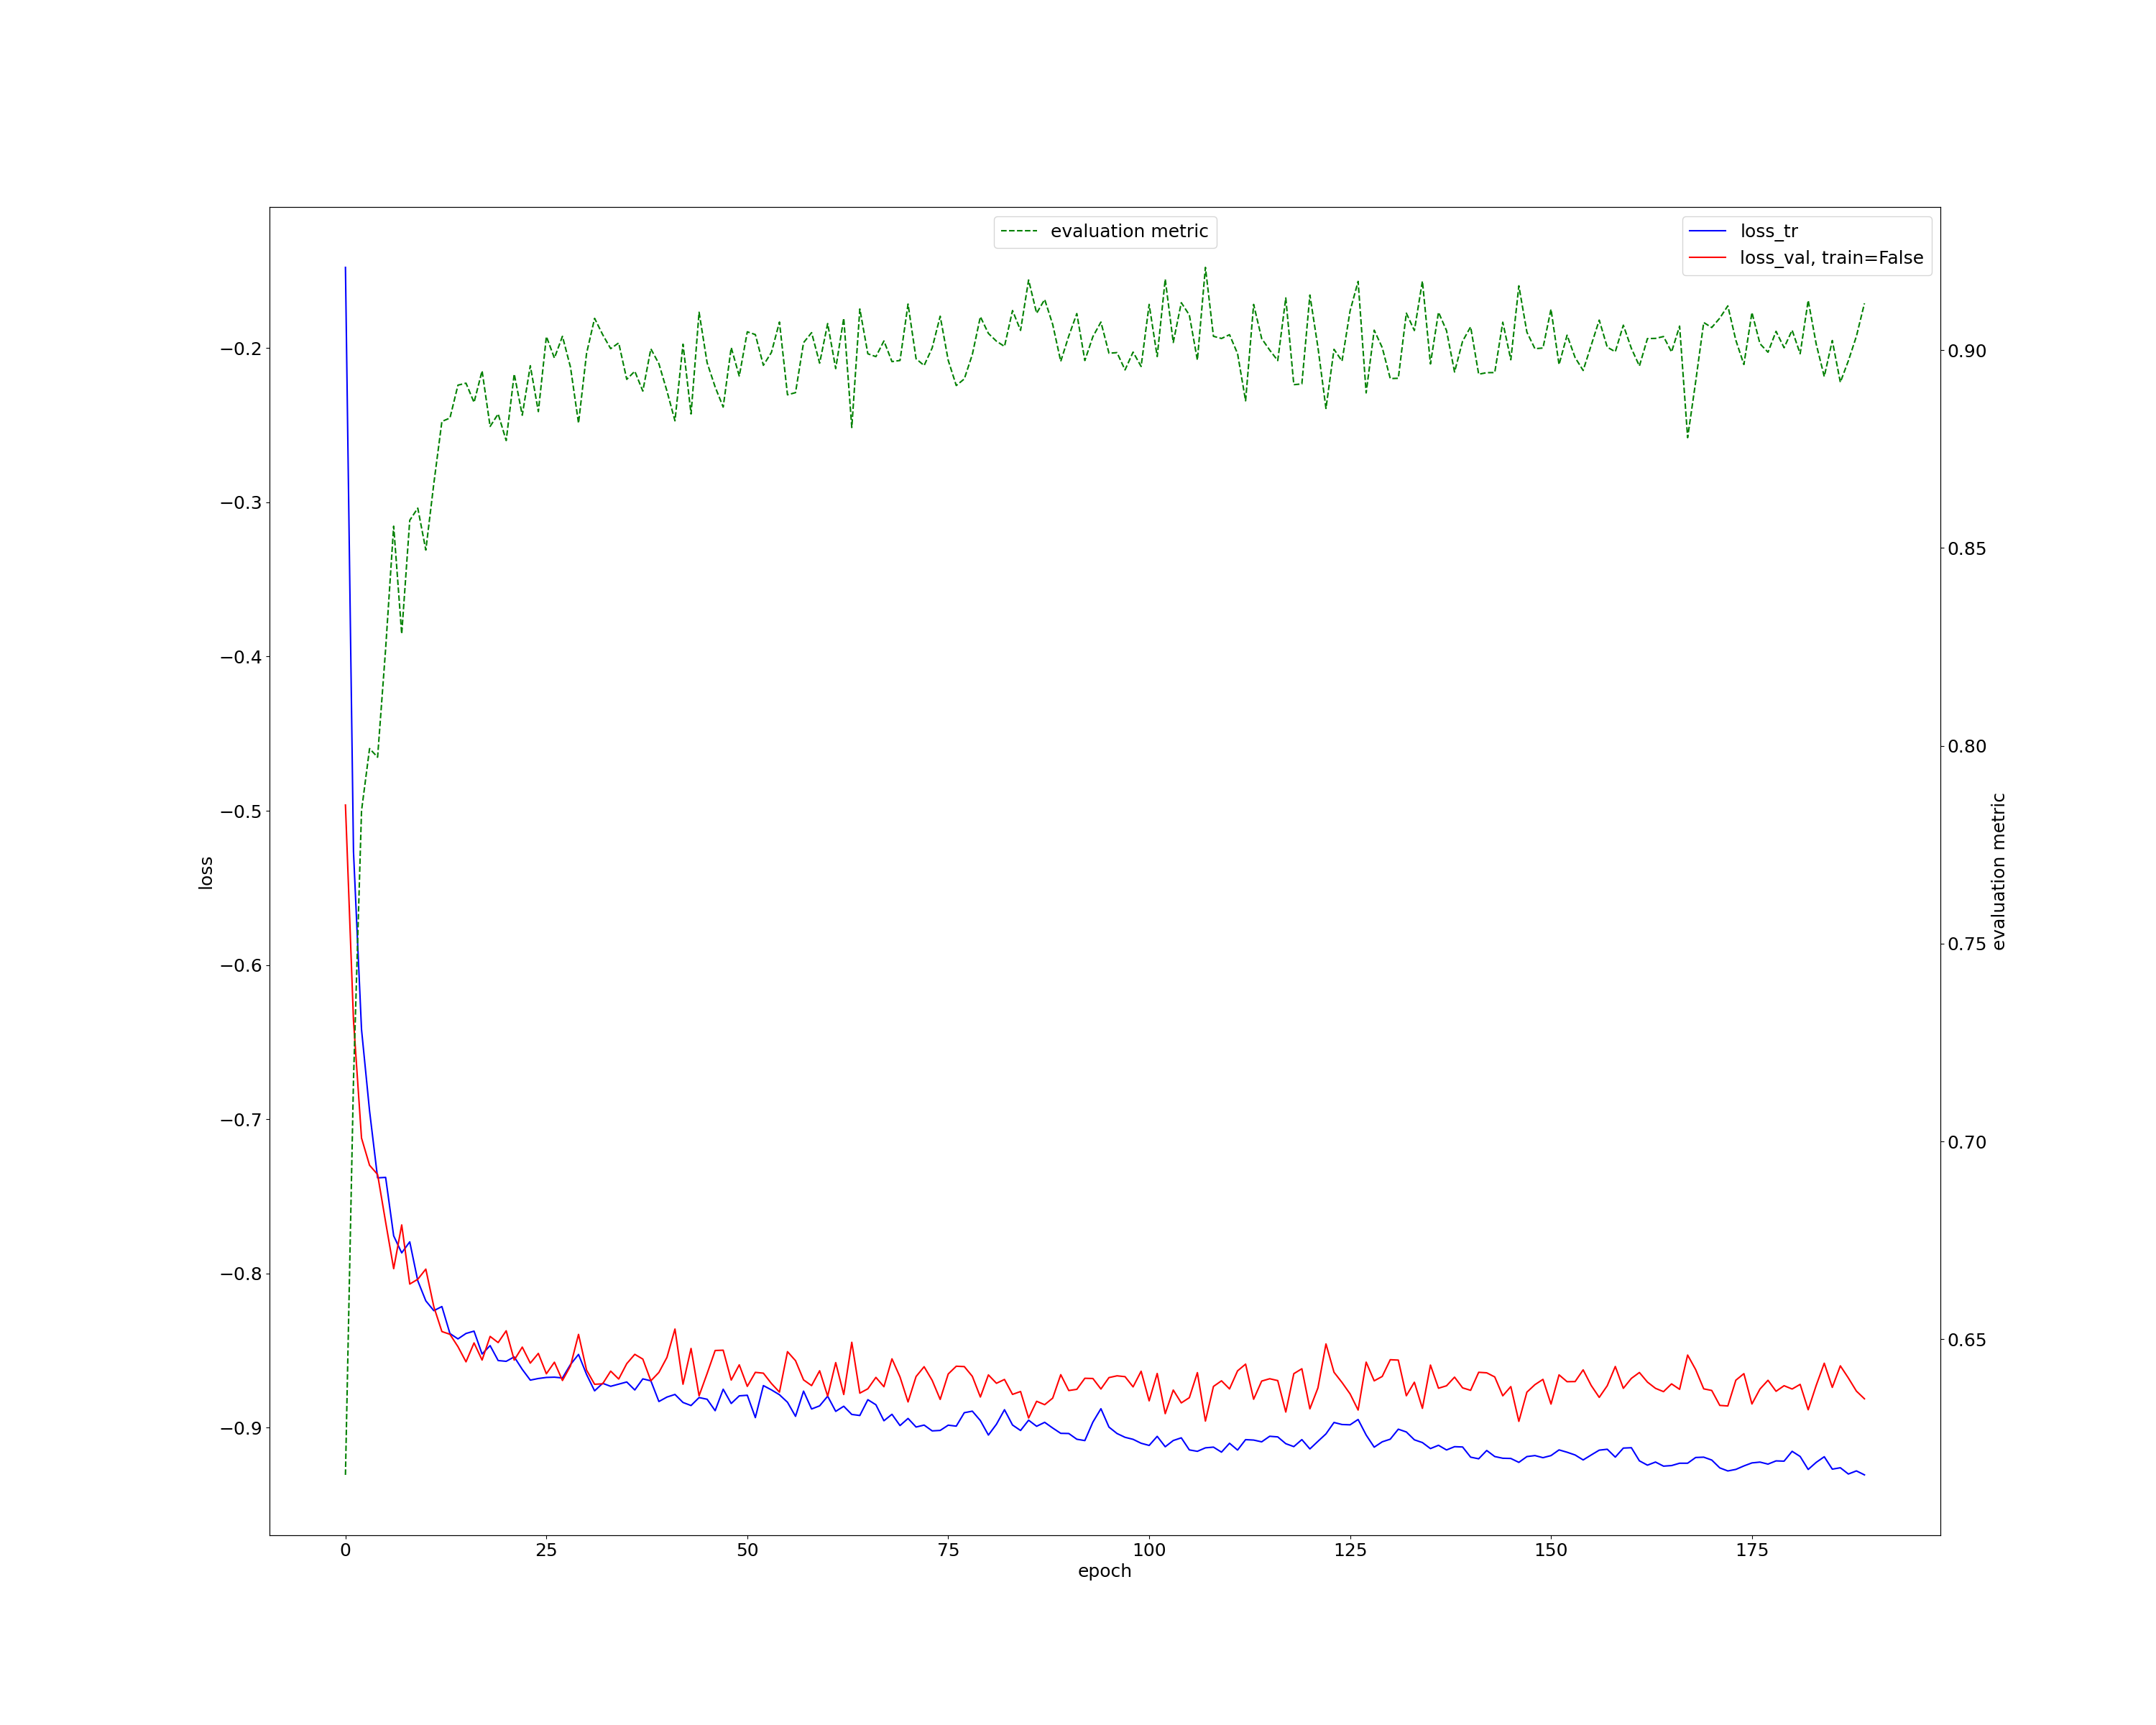 evaluation metric
loss_tr
loss_val, train=False
−0.2
−0.3
−0.4
−0.5
−0.6
−0.7
−0.8
−0.9
loss
0.90
0.85
0.80
0.75
0.70
0.65
evaluation metric
0 25 50 75 100 125 150 175
epoch